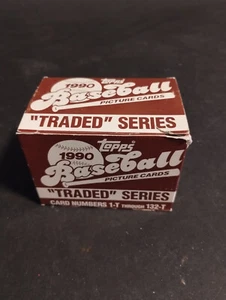 Topps
1990
Baseball
PICTURE CARDS
"TRADED" SERIES
Topps
1990
Baseball
PICTURE CARDS
"TRADED" SERIES
CARD NUMBERS 1-T THROUGH 132-T